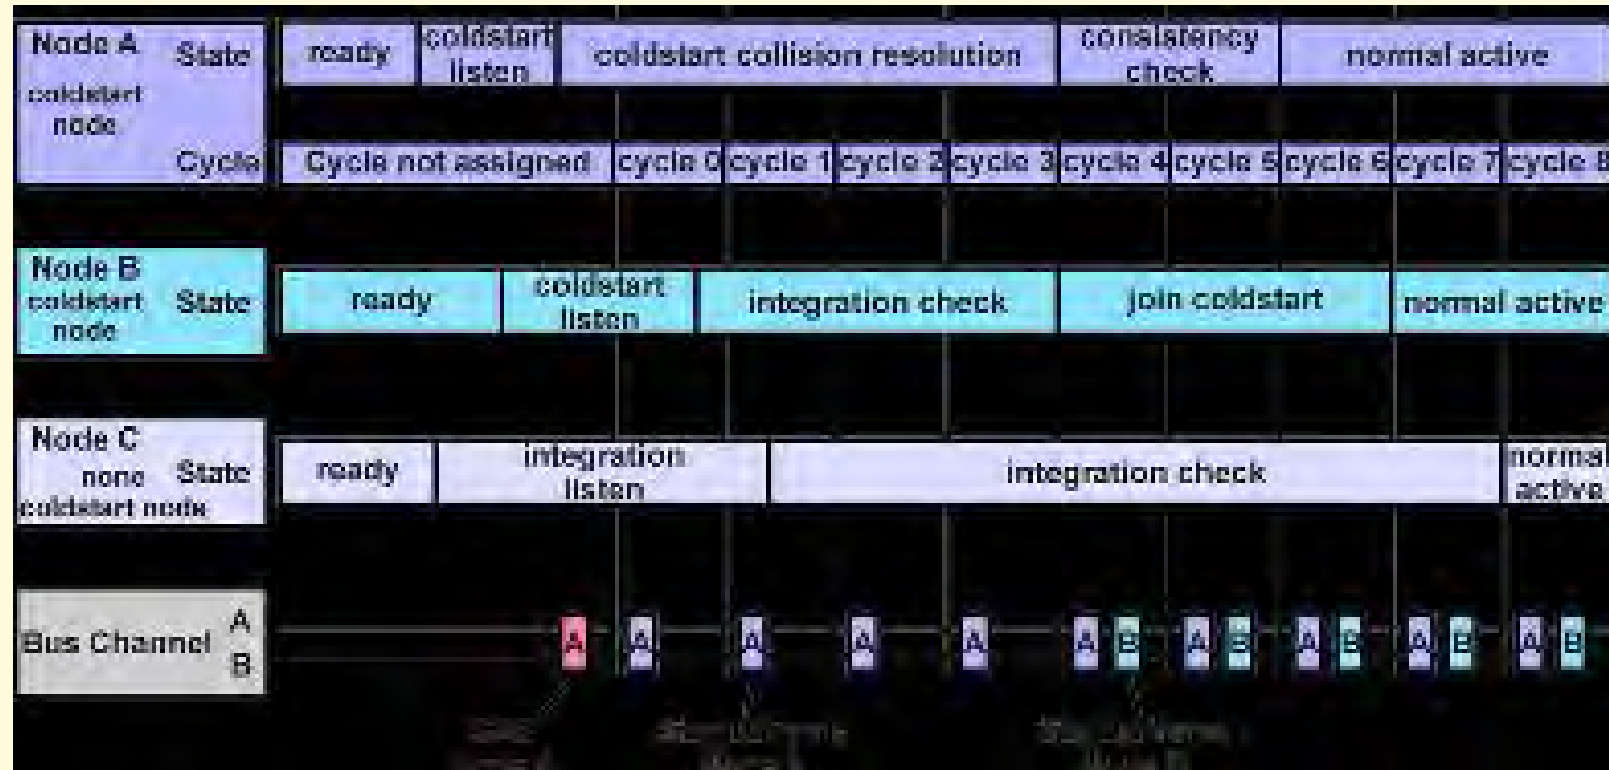 Node A
State
coldstart
node
ready
coldstart
listen
coldstart collision resolution
consistency
check
normal active
Cycle
Cycle not assigned
cycle 0
cycle 1
cycle 2
cycle 3
cycle 4
cycle 5
cycle 6
cycle 7
cycle 8
Node B
coldstart
node
State
ready
coldstart
listen
integration check
join coldstart
normal active
Node C
none
coldstart node
State
ready
integration
listen
integration check
normal
active
Bus Channel
A
B
A A A A A A B A B A B A B A B